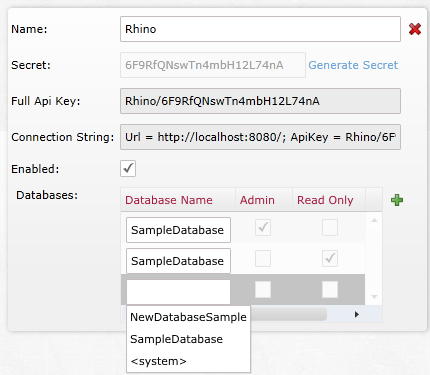 Name: Rhino
Secret: 6F9RfQNswTn4mbH12L74nA Generate Secret
Full Api Key: Rhino/6F9RfQNswTn4mbH12L74nA
Connection String: Url = http://localhost:8080/; ApiKey = Rhino/6F
Enabled:
Databases: Database Name Admin Read Only
SampleDatabase
SampleDatabase
NewDatabaseSample
SampleDatabase
<system>